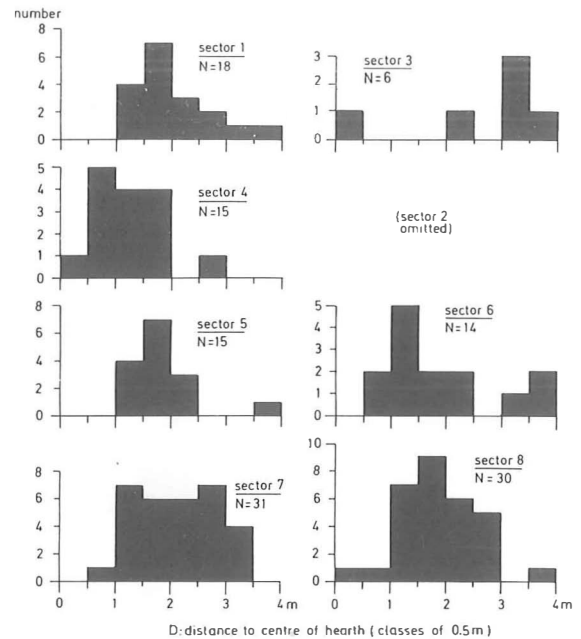 number
8
6
4
2
0
sector 1
N=18
3
2
1
0
sector 3
N=6
5
4
3
2
1
0
sector 4
N=15
(sector 2
omitted)
8
6
4
2
0
sector 5
N=15
5
4
3
2
1
0
sector 6
N=14
8
6
4
2
0
sector 7
N=31
0 1 2 3 4m
10
8
6
4
2
0
sector 8
N=30
0 1 2 3 4m
D:distance to centre of hearth (classes of 0.5m)